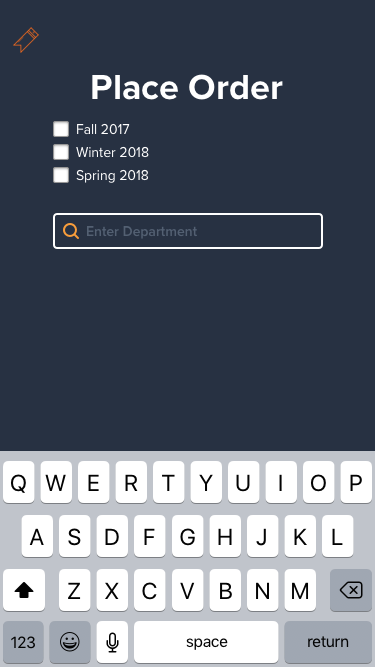 Place Order
Fall 2017
Winter 2018
Spring 2018
Enter Department
Q W E R T Y U I O P
A S D F G H J K L
Z X C V B N M
123 space return